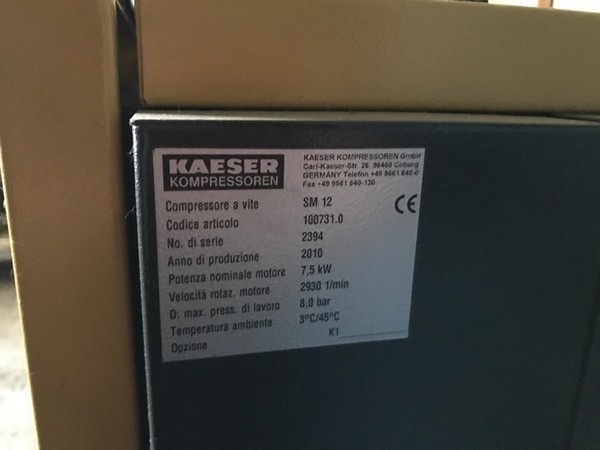 KAESER
KOMPRESSOREN
KAESER KOMPRESSOREN GmbH
Carl-Kaeser-Str. 26, 96450 Coburg
GERMANY Telefon +49 9561 640-0
Fax +49 9561 640-130
CE
Compressore a vite SM 12
Codice articolo 100731.0
No. di serie 2394
Anno di produzione 2010
Potenza nominale motore 7,5 kW
Velocità rotaz. motore 2930 1/min
D: max. press. di lavoro 8,0 bar
Temperatura ambiente 3°C/45°C
Opzione K1